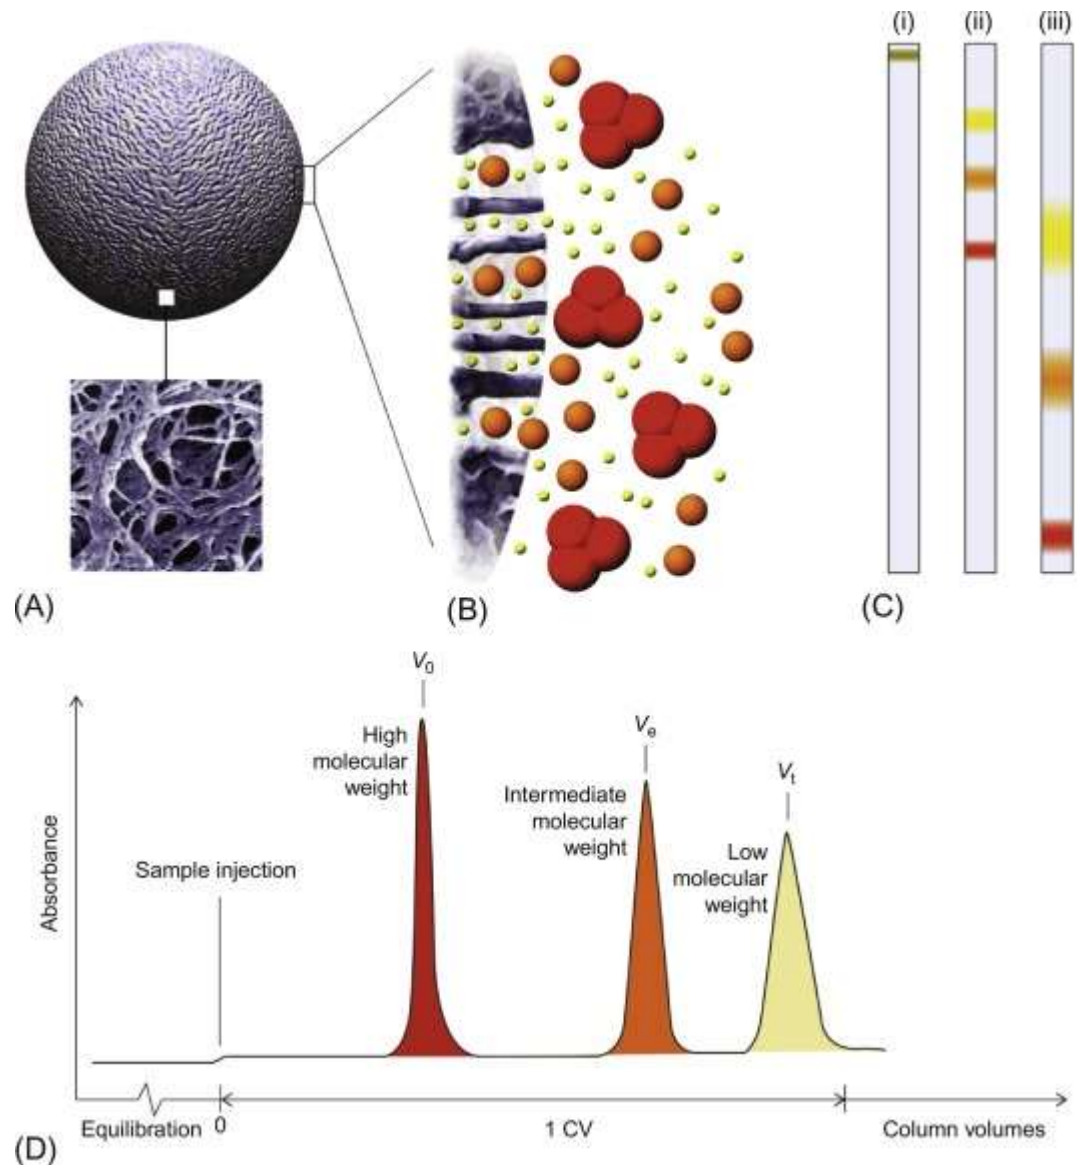 (i)
(ii)
(iii)
(A)
(B)
(C)
V0
High
molecular
weight
Ve
Intermediate
molecular
weight
Vt
Low
molecular
weight
Sample injection
Absorbance
Equilibration
0
1 CV
Column volumes
(D)